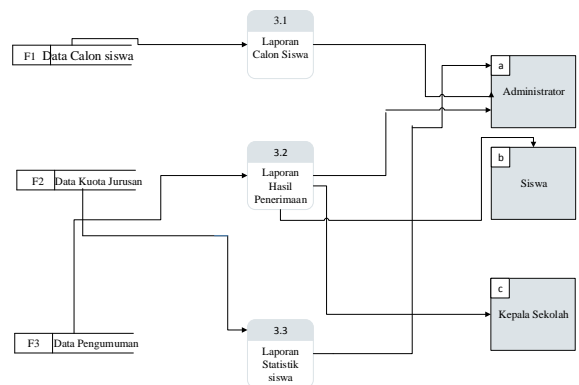 3.1
Laporan
Calon Siswa
F1 Data Calon siswa
a
Administrator
3.2
Laporan
Hasil
Penerimaan
F2 Data Kuota Jurusan
b
Siswa
c
Kepala Sekolah
3.3
Laporan
Statistik
siswa
F3 Data Pengumuman